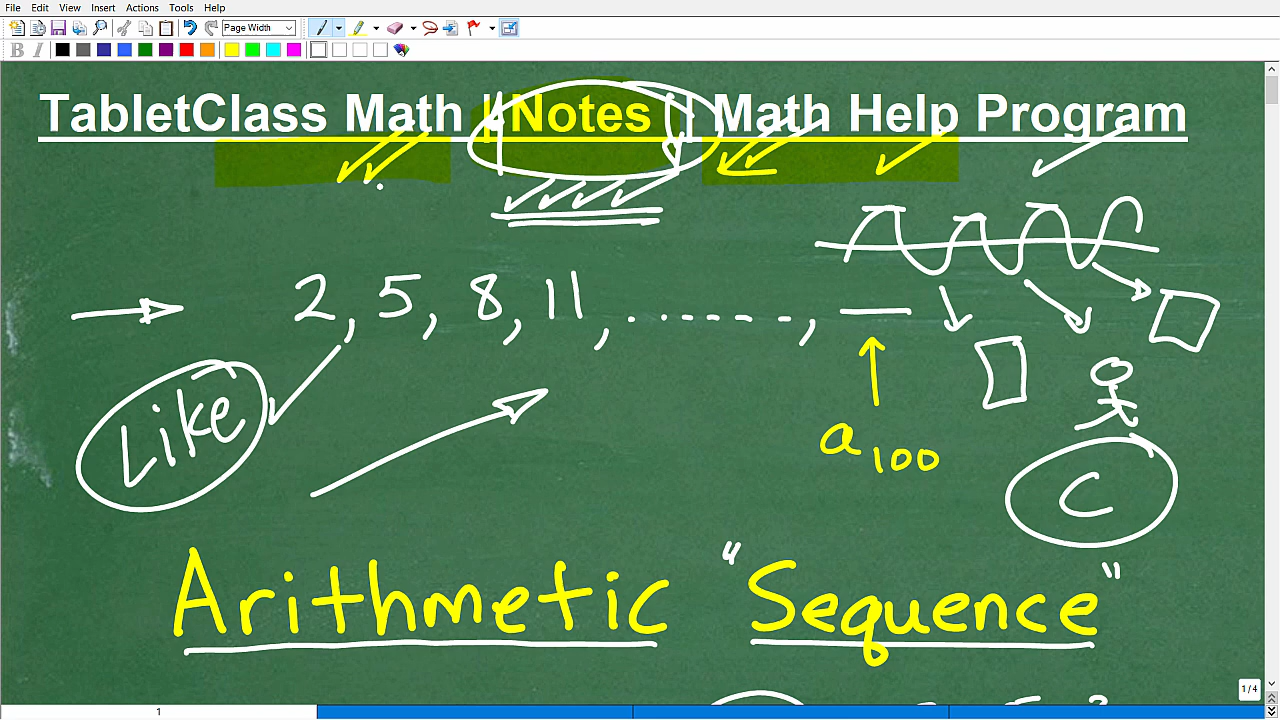 File Edit View Insert Actions Tools Help
Page Width
B I
TabletClass Math || Notes || Math Help Program
2, 5, 8, 11, ......., __
Like
a100
C
Arithmetic "Sequence"
1/4
1